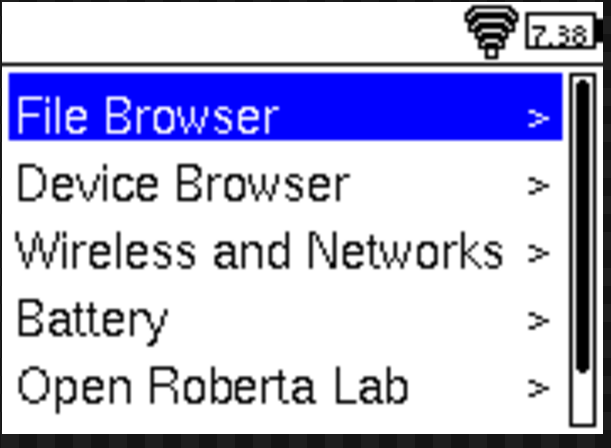 7.38
File Browser >
Device Browser >
Wireless and Networks >
Battery >
Open Roberta Lab >